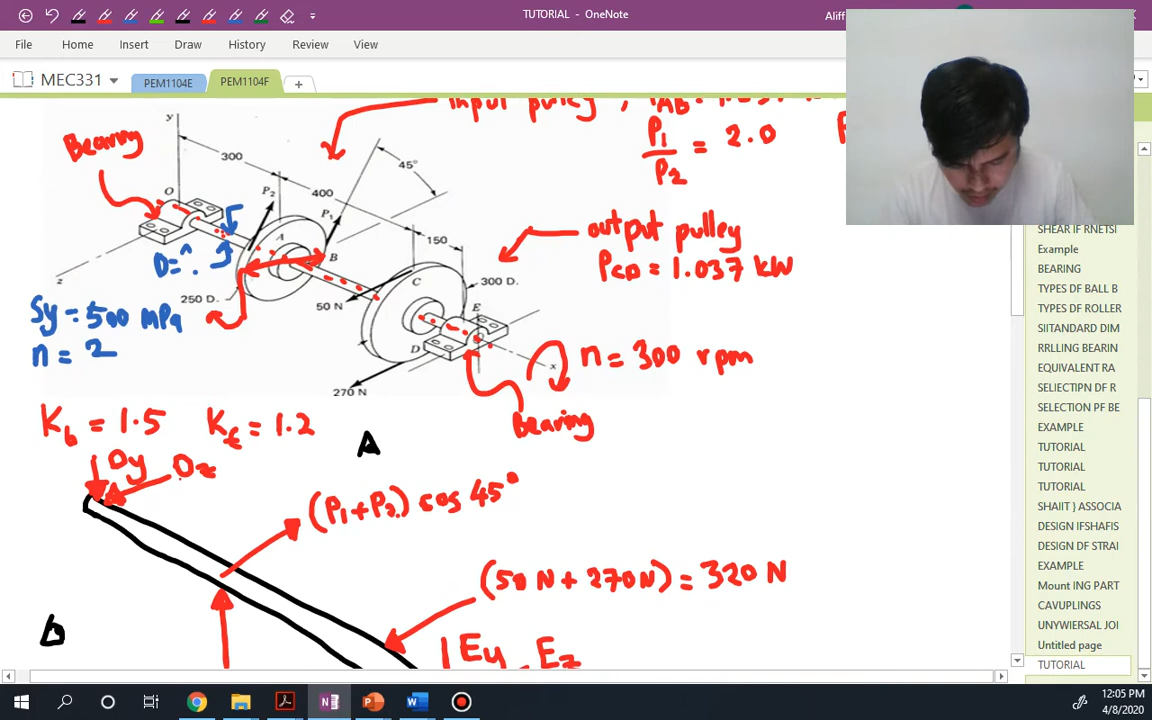 TUTORIAL - OneNote
Aliff
File Home Insert Draw History Review View
MEC331
PEM1104E
PEM1104F
input pulley ,
P1/P2 = 2.0
Bearing
y
300
O
P2
400
45°
P1
A
B
150
output pulley
PCD = 1.037 kW
D = ?
z
250 D.
50 N
C
300 D.
E
D
x
270 N
Sy = 500 MPa
n = 2
n = 300 rpm
Bearing
Kb = 1.5 Kt = 1.2
Oy
Oz
(P1+P2) cos 45°
(50 N + 270 N) = 320 N
Ey
Ez
SHEAR IF RNETSI
Example
BEARING
TYPES DF BALL B
TYPES DF ROLLER
SIITANDARD DIM
RRLLING BEARIN
EQUIVALENT RA
SELIECTIPN DF R
SELECTION PF BE
EXAMPLE
TUTORIAL
TUTORIAL
TUTORIAL
SHAIIT } ASSOCIA
DESIGN IFSHAFIS
DESIGN DF STRAI
EXAMPLE
Mount ING PART
CAVUPLINGS
UNYWIERSAL JOI
Untitled page
TUTORIAL
12:05 PM
4/8/2020